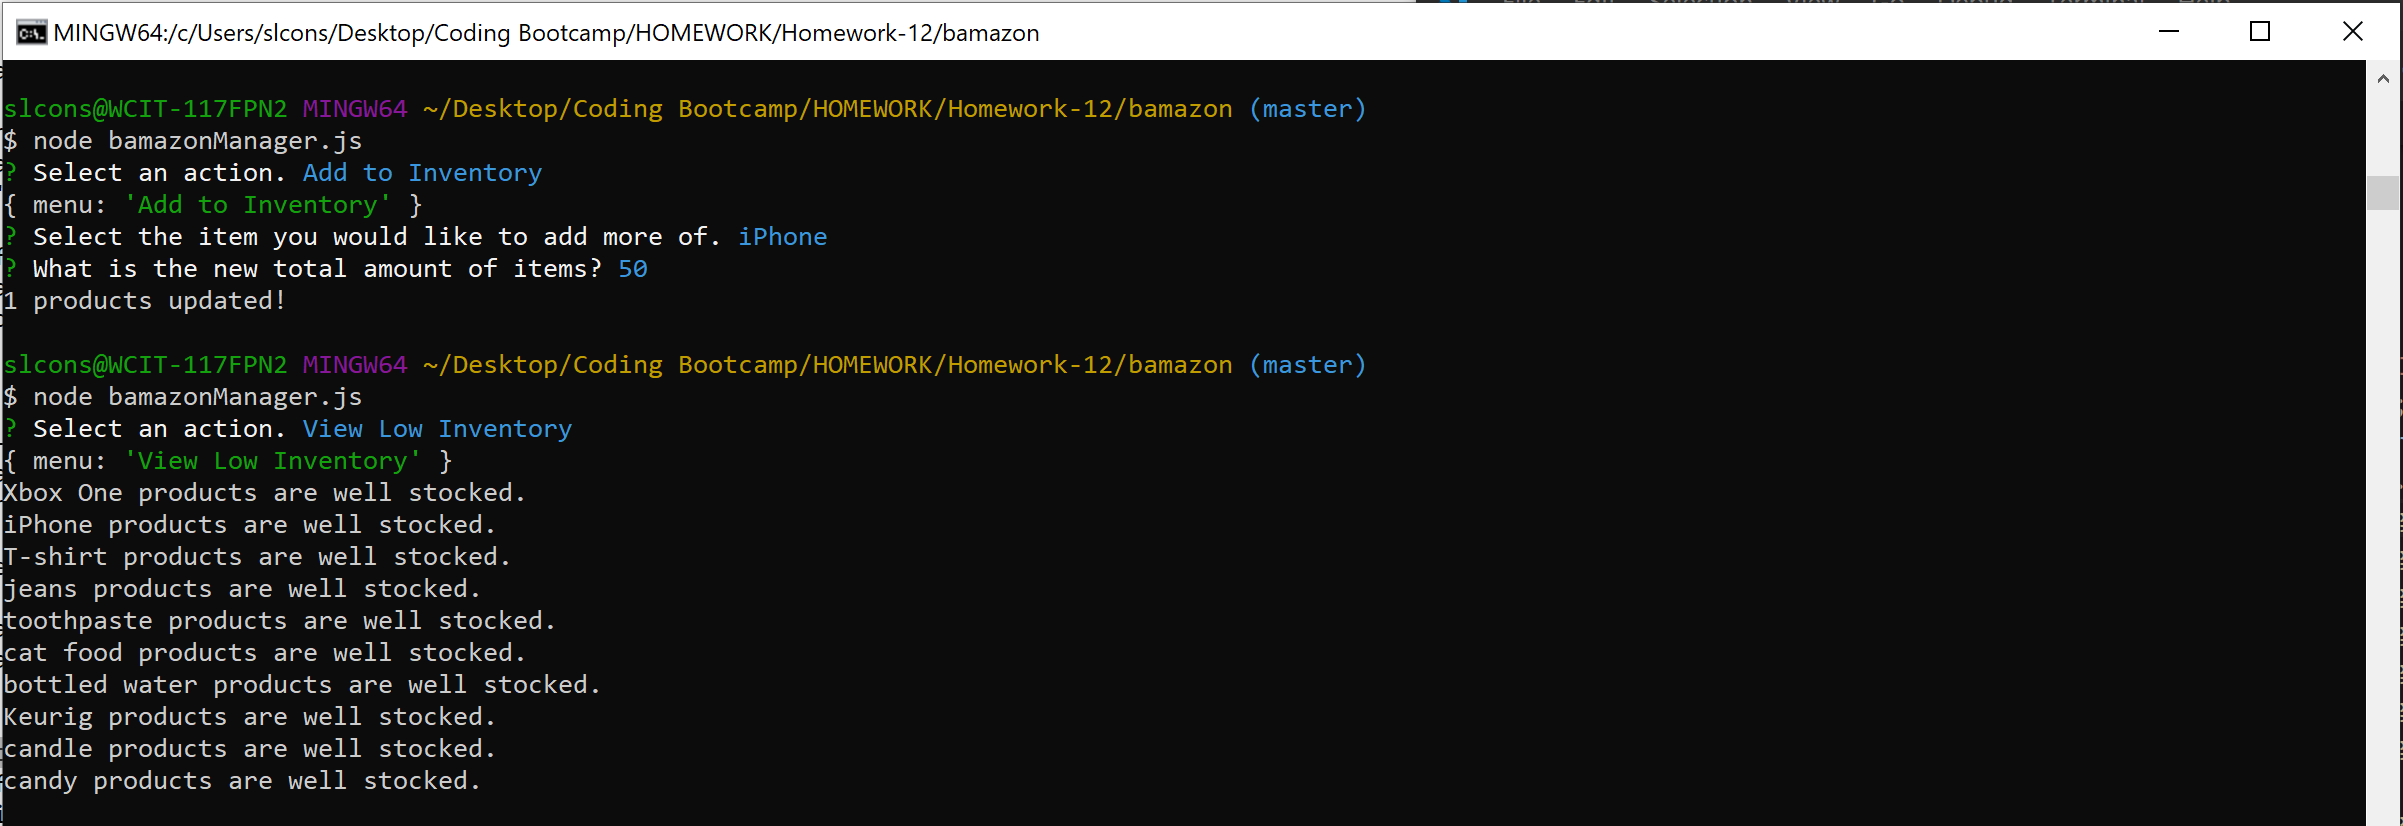 MINGW64:/c/Users/slcons/Desktop/Coding Bootcamp/HOMEWORK/Homework-12/bamazon
slcons@WCIT-117FPN2 MINGW64 ~/Desktop/Coding Bootcamp/HOMEWORK/Homework-12/bamazon (master)
$ node bamazonManager.js
? Select an action. Add to Inventory
{ menu: 'Add to Inventory' }
? Select the item you would like to add more of. iPhone
? What is the new total amount of items? 50
1 products updated!
slcons@WCIT-117FPN2 MINGW64 ~/Desktop/Coding Bootcamp/HOMEWORK/Homework-12/bamazon (master)
$ node bamazonManager.js
? Select an action. View Low Inventory
{ menu: 'View Low Inventory' }
Xbox One products are well stocked.
iPhone products are well stocked.
T-shirt products are well stocked.
jeans products are well stocked.
toothpaste products are well stocked.
cat food products are well stocked.
bottled water products are well stocked.
Keurig products are well stocked.
candle products are well stocked.
candy products are well stocked.